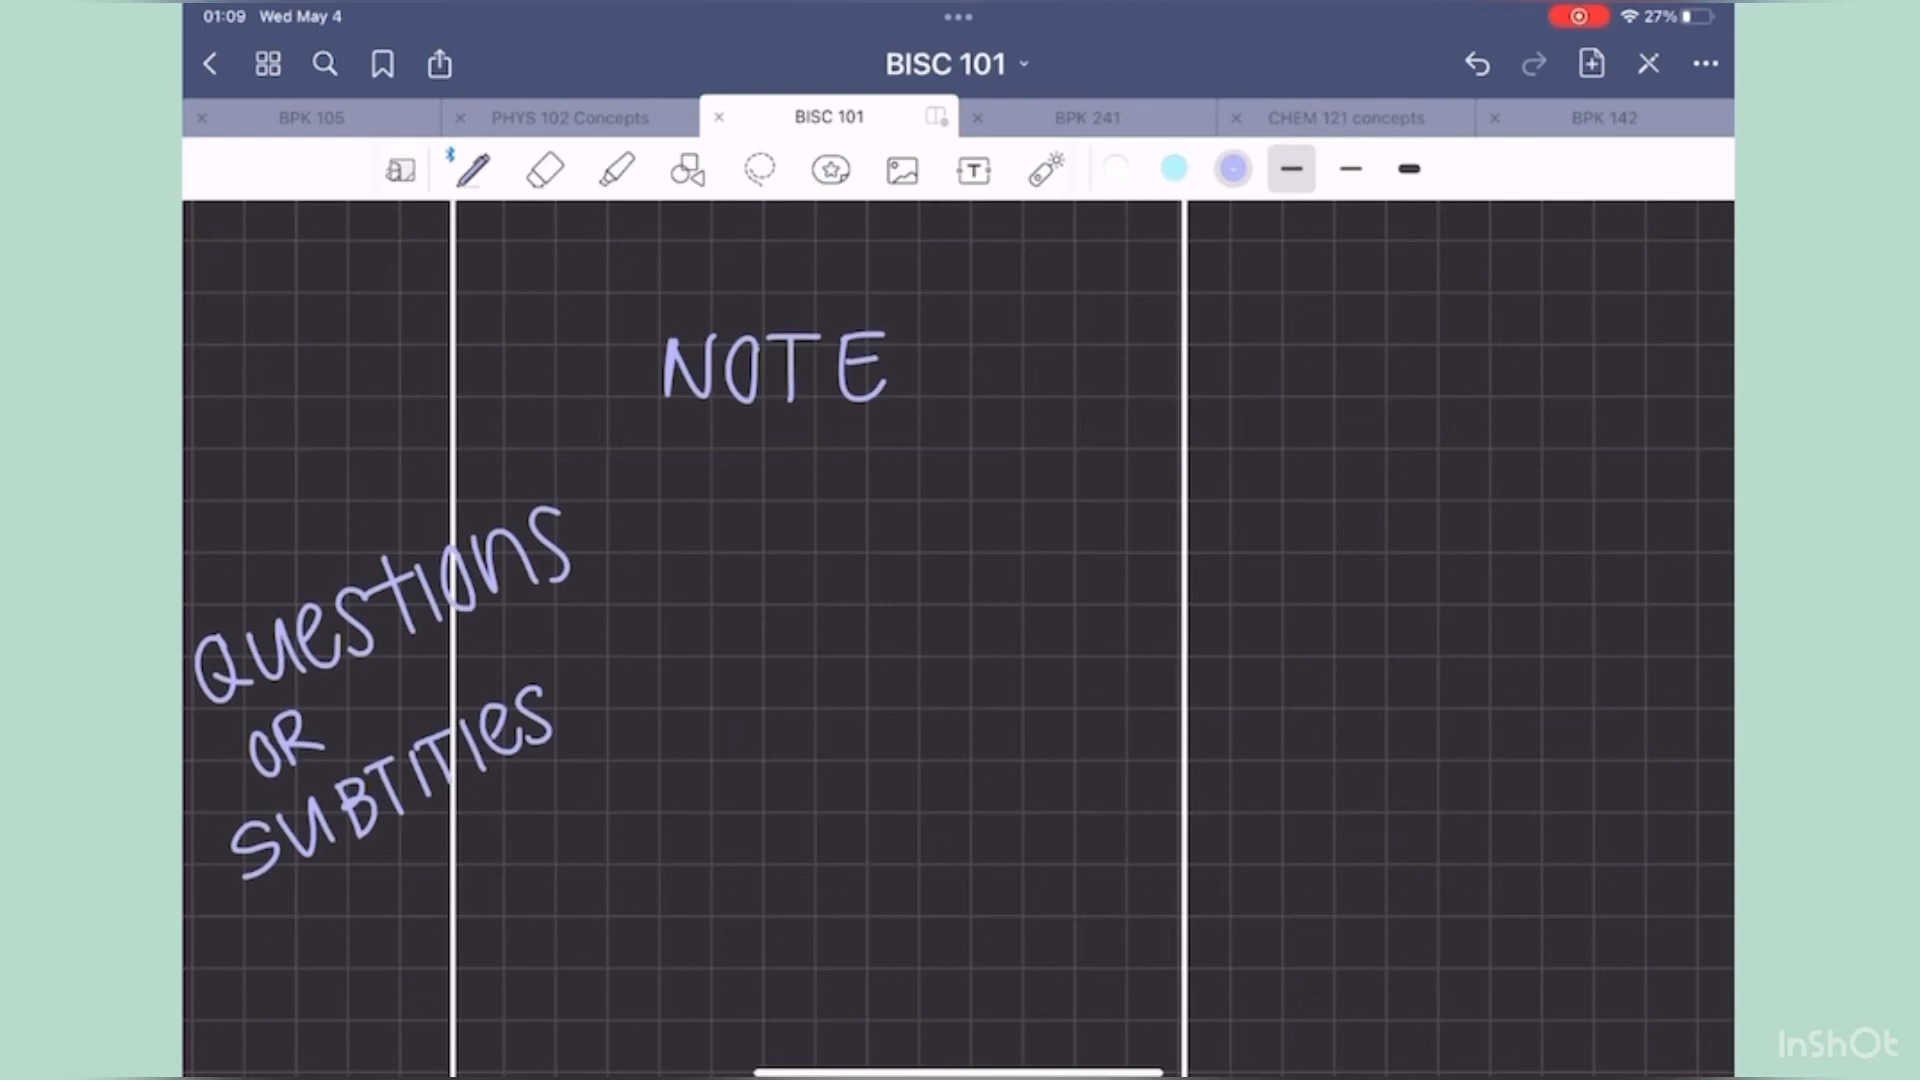 01:09 Wed May 4
27%
BISC 101
BPK 105
PHYS 102 Concepts
BISC 101
BPK 241
CHEM 121 concepts
BPK 142
T
NOTE
Questions
OR
SUBTITIES
InShOt